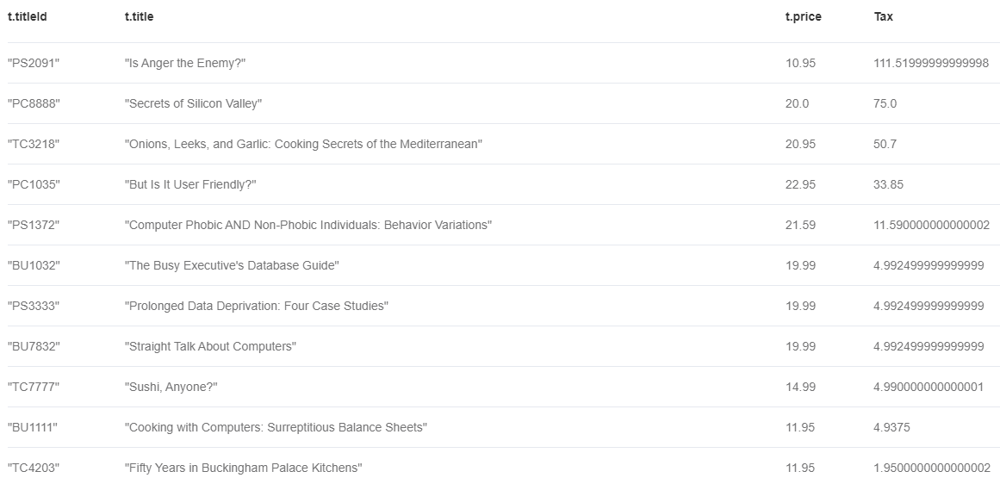 t.titleId t.title t.price Tax
"PS2091" "Is Anger the Enemy?" 10.95 111.51999999999998
"PC8888" "Secrets of Silicon Valley" 20.0 75.0
"TC3218" "Onions, Leeks, and Garlic: Cooking Secrets of the Mediterranean" 20.95 50.7
"PC1035" "But Is It User Friendly?" 22.95 33.85
"PS1372" "Computer Phobic AND Non-Phobic Individuals: Behavior Variations" 21.59 11.590000000000002
"BU1032" "The Busy Executive's Database Guide" 19.99 4.992499999999999
"PS3333" "Prolonged Data Deprivation: Four Case Studies" 19.99 4.992499999999999
"BU7832" "Straight Talk About Computers" 19.99 4.992499999999999
"TC7777" "Sushi, Anyone?" 14.99 4.990000000000001
"BU1111" "Cooking with Computers: Surreptitious Balance Sheets" 11.95 4.9375
"TC4203" "Fifty Years in Buckingham Palace Kitchens" 11.95 1.9500000000000002